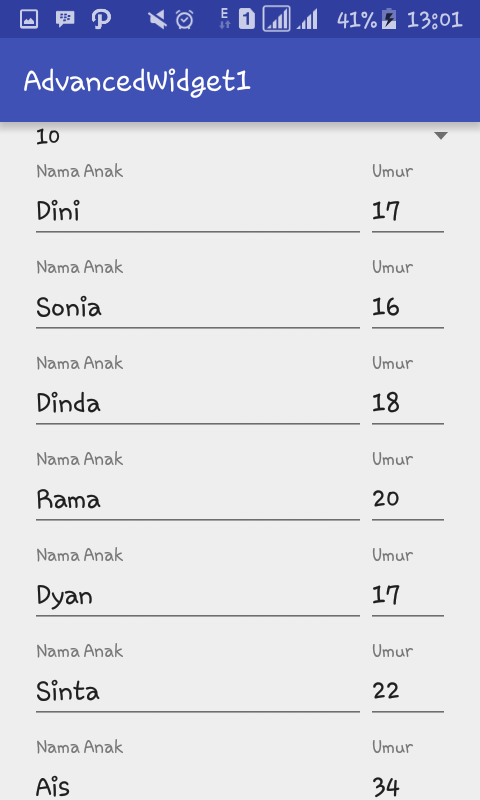 E 1 41% 13:01
AdvancedWidget1
10
Nama Anak Umur
Dini 17
Nama Anak Umur
Sonia 16
Nama Anak Umur
Dinda 18
Nama Anak Umur
Rama 20
Nama Anak Umur
Dyan 17
Nama Anak Umur
Sinta 22
Nama Anak Umur
Ais 34